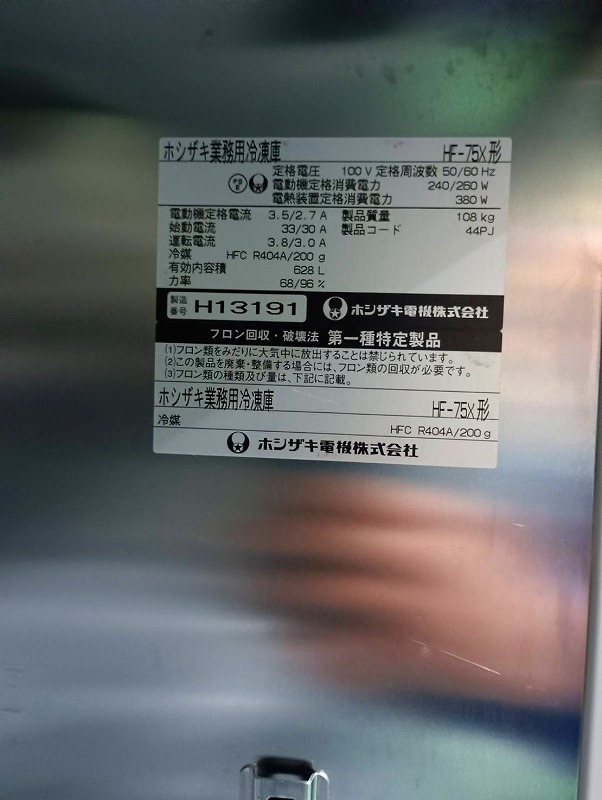 ホシザキ業務用冷凍庫 HF-75X形
定格電圧 100 V 定格周波数 50/60 Hz
電動機定格消費電力 240/260 W
電熱装置定格消費電力 380 W
電動機定格電流 3.5/2.7 A 製品質量 108 kg
始動電流 33/30 A 製品コード 44PJ
運転電流 3.8/3.0 A
冷媒 HFC R404A/200 g
有効内容積 628 L
力率 68/96 %
製造番号 H13191 ホシザキ電機株式会社
フロン回収・破壊法 第一種特定製品
(1)フロン類をみだりに大気中に放出することは禁じられています。
(2)この製品を廃棄・整備する場合には、フロン類の回収が必要です。
(3)フロン類の種類及び量は、下記に記載。
ホシザキ業務用冷凍庫 HF-75X形
冷媒 HFC R404A/200 g
ホシザキ電機株式会社